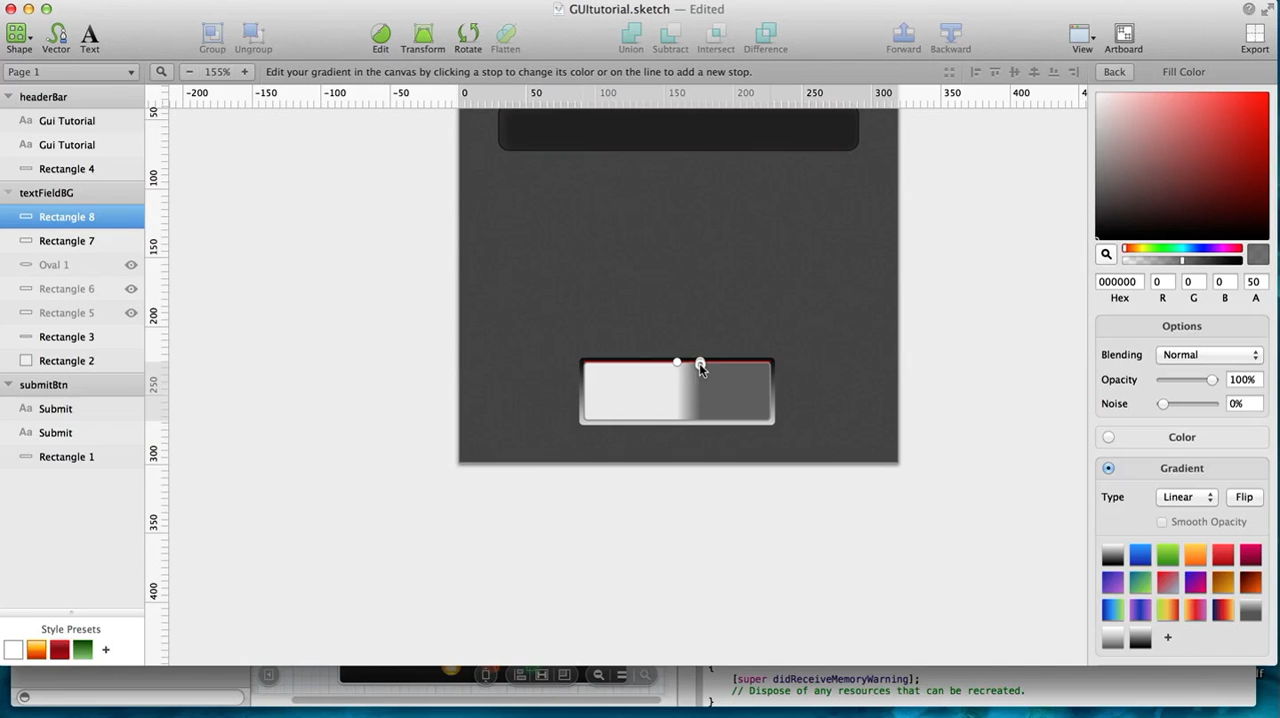 GUItutorial.sketch — Edited
Shape Vector Text Group Ungroup Edit Transform Rotate Flatten Union Subtract Intersect Difference Forward Backward View Artboard Export
Page 1 155% Edit your gradient in the canvas by clicking a stop to change its color or on the line to add a new stop. Back Fill Color
-200 -150 -100 -50 0 50 100 150 200 250 300 350 400
50
100
150
200
250
300
350
400
headerBar
Aa Gui Tutorial
Aa Gui Tutorial
Rectangle 4
textFieldBG
Rectangle 8
Rectangle 7
Oval 1
Rectangle 6
Rectangle 5
Rectangle 3
Rectangle 2
submitBtn
Aa Submit
Aa Submit
Rectangle 1
Style Presets
000000 0 0 0 50
Hex R G B A
Options
Blending Normal
Opacity 100%
Noise 0%
Color
Gradient
Type Linear Flip
Smooth Opacity
{
[super didReceiveMemoryWarning];
// Dispose of any resources that can be recreated.
}